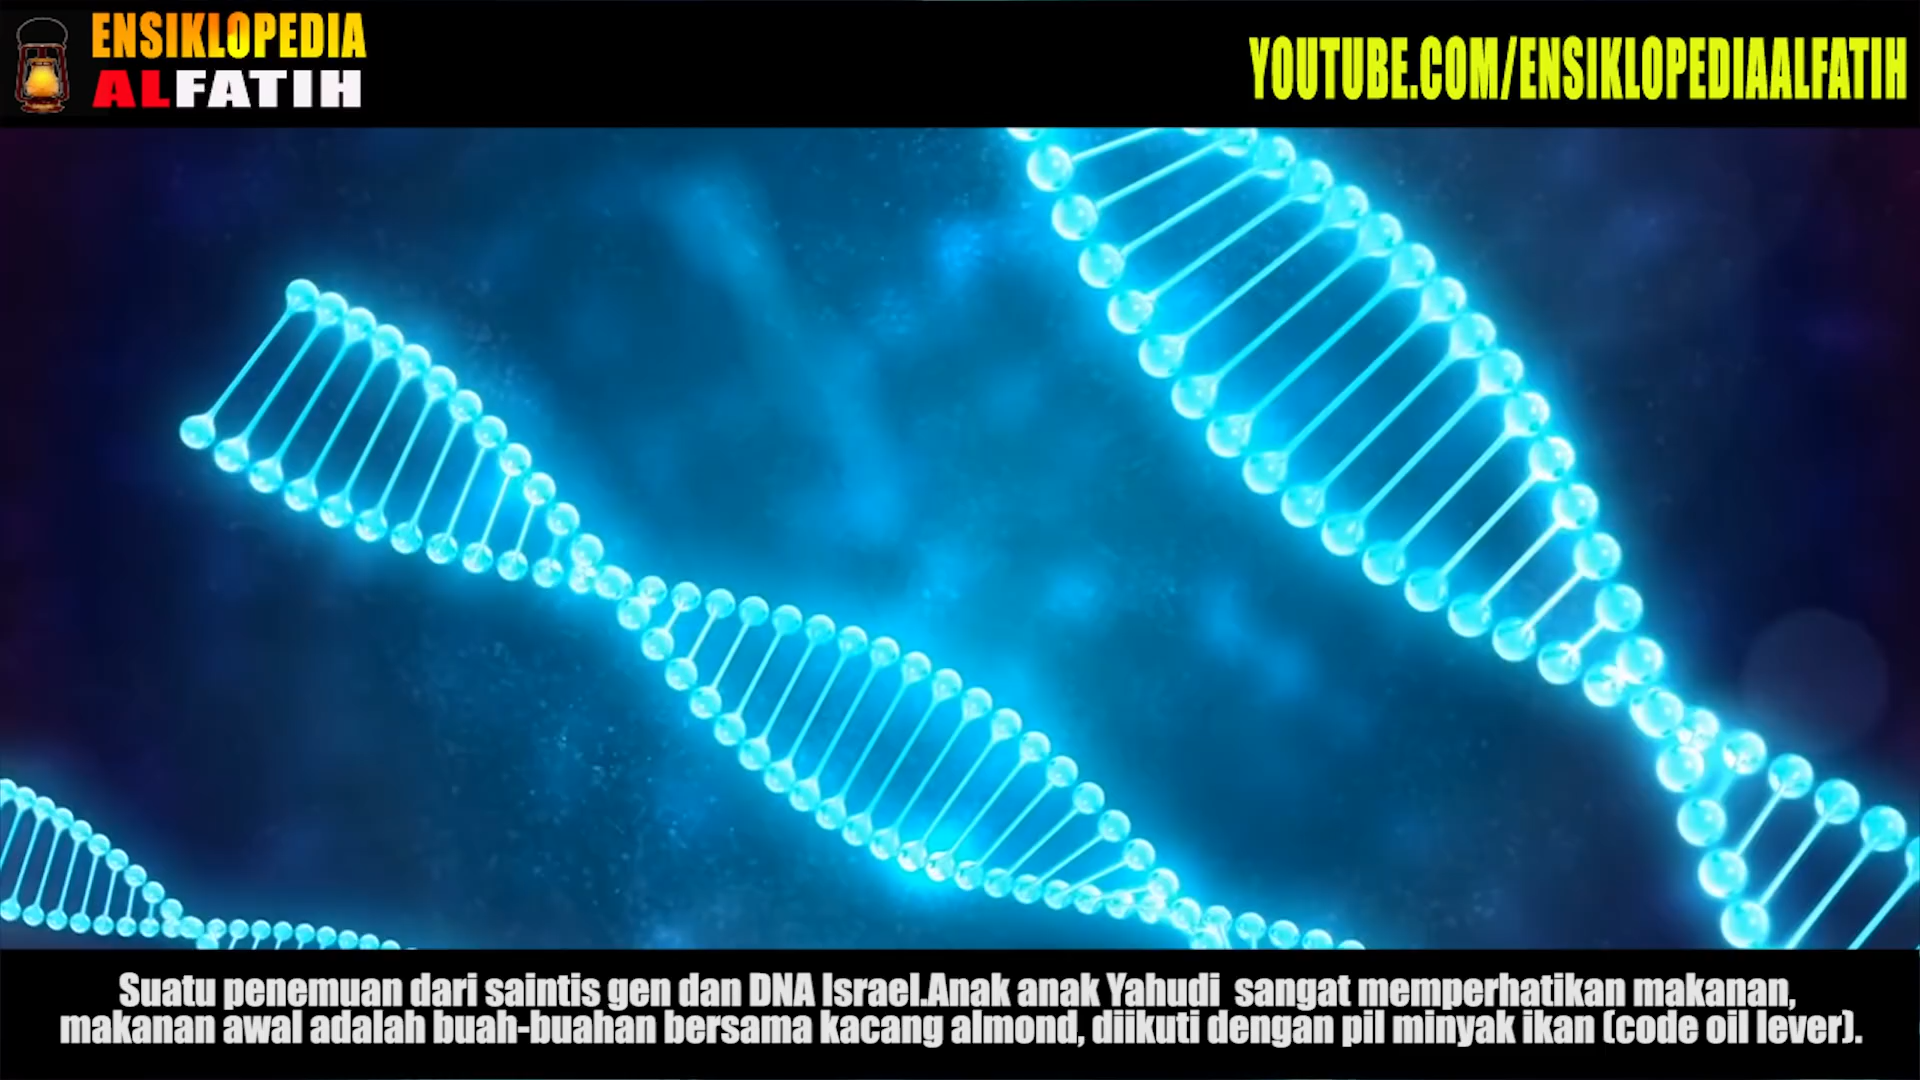 ENSIKLOPEDIA
ALFATIH
YOUTUBE.COM/ENSIKLOPEDIAALFATIH
Suatu penemuan dari saintis gen dan DNA Israel.Anak anak Yahudi  sangat memperhatikan makanan,
makanan awal adalah buah-buahan bersama kacang almond, diikuti dengan pil minyak ikan (code oil lever).